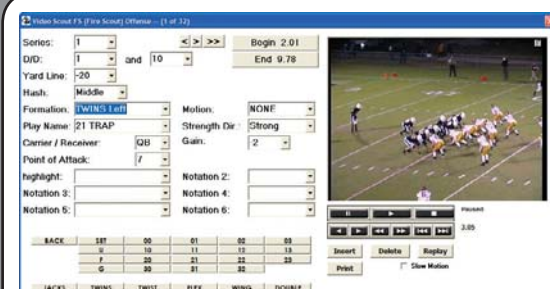 Video Scout FS (Fire Scout) Offense -- (1 of 32)
Series: 1 < > >> Begin 2.01
D/D: 1 and 10 End 9.78
Yard Line: -20
Hash: Middle
Formation: TWINS Left Motion: NONE
Play Name: 21 TRAP Strength Dir.: Strong
Carrier / Receiver: QB Gain: 2
Point of Attack: 7
highlight: Notation 2:
Notation 3: Notation 4:
Notation 5: Notation 6:
Paused
3.05
Insert Delete Replay
Print Slow Motion
BACK SET 00 01 02 03
U 10 11 12 13
F 20 21 22 23
G 30 31 32
JACKS TWINS TWIST FLEX WING DOUBLE